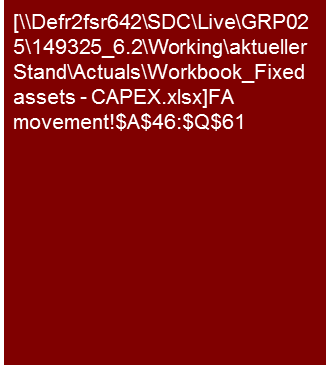 [\\Defr2fsr642\SDC\Live\GRP02
5\149325_6.2\Working\aktueller
Stand\Actuals\Workbook_Fixed
assets - CAPEX.xlsx]FA
movement!$A$46:$Q$61